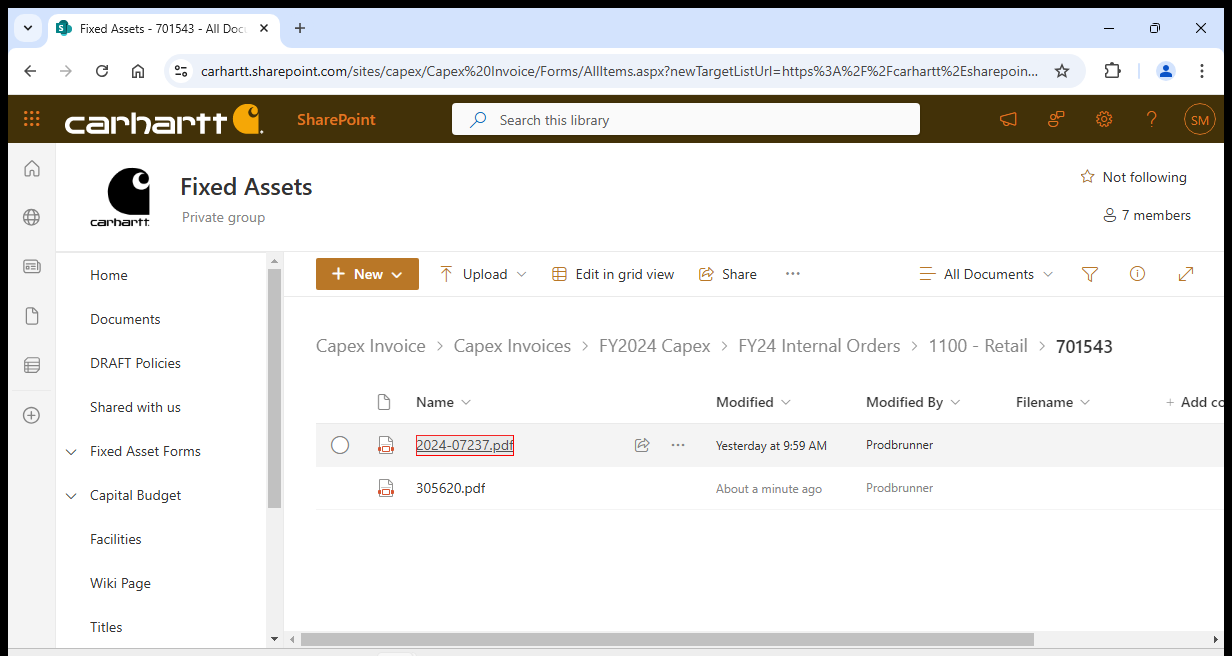 Fixed Assets - 701543 - All Doc
carhartt.sharepoint.com/sites/capex/Capex%20Invoice/Forms/AllItems.aspx?newTargetListUrl=https%3A%2F%2Fcarhartt%2Esharepoin...
carhartt SharePoint Search this library SM
carhartt
Fixed Assets
Private group
Not following
7 members
Home
Documents
DRAFT Policies
Shared with us
Fixed Asset Forms
Capital Budget
Facilities
Wiki Page
Titles
New Upload Edit in grid view Share ... All Documents
Capex Invoice > Capex Invoices > FY2024 Capex > FY24 Internal Orders > 1100 - Retail > 701543
Name Modified Modified By Filename + Add co
2024-07237.pdf ... Yesterday at 9:59 AM Prodbrunner
305620.pdf About a minute ago Prodbrunner